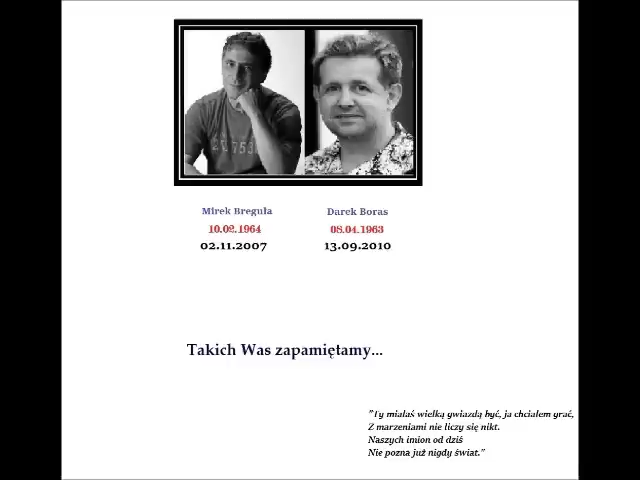 Mirek Breguła
Darek Boras
10.02.1964
08.04.1963
02.11.2007
13.09.2010
Takich Was zapamiętamy...
"Ty miałaś wielką gwiazdą być, ja chciałem grać,
Z marzeniami nie liczy się nikt.
Naszych imion od dziś
Nie pozna już nigdy świat."